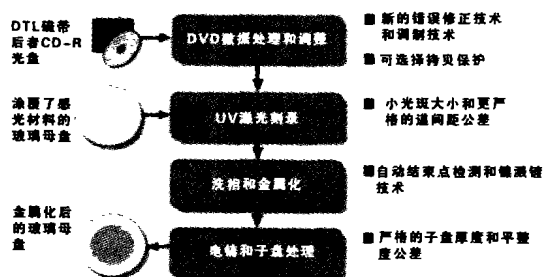 DTL磁带
后者CD-R
光盘
DVD数据处理和调整
新的错误修正技术
和调制技术
可选择拷贝保护
涂覆了感
光材料的
玻璃母盘
UV激光刻录
小光斑大小和更严
格的道间距公差
洗相和金属化
自动结束点检测和镍溅镀
技术
金属化后
的玻璃母
盘
电铸和子盘处理
严格的子盘厚度和平整
度公差